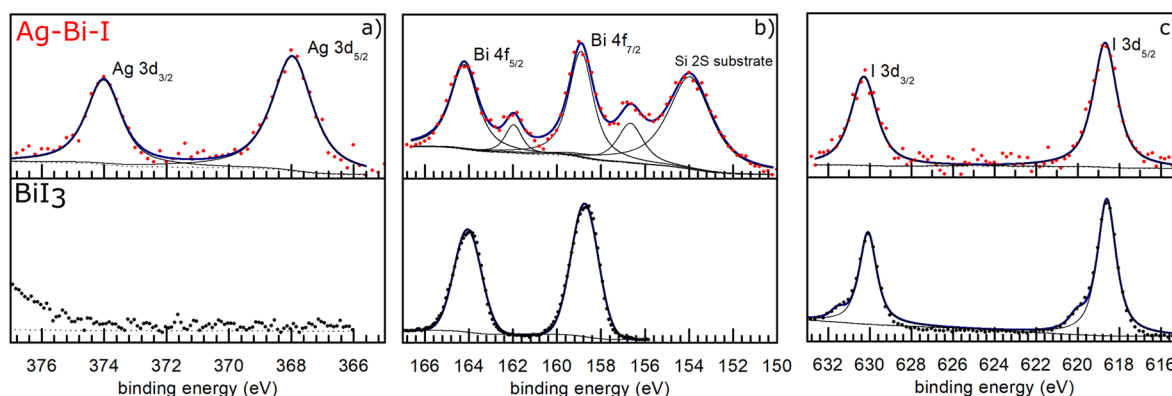 Ag-Bi-I
a)
Ag 3d3/2
Ag 3d5/2
b)
Bi 4f5/2
Bi 4f7/2
Si 2S substrate
c)
I 3d3/2
I 3d5/2
BiI3
376 374 372 370 368 366
binding energy (eV)
166 164 162 160 158 156 154 152 150
binding energy (eV)
632 630 628 626 624 622 620 618 616
binding energy (eV)